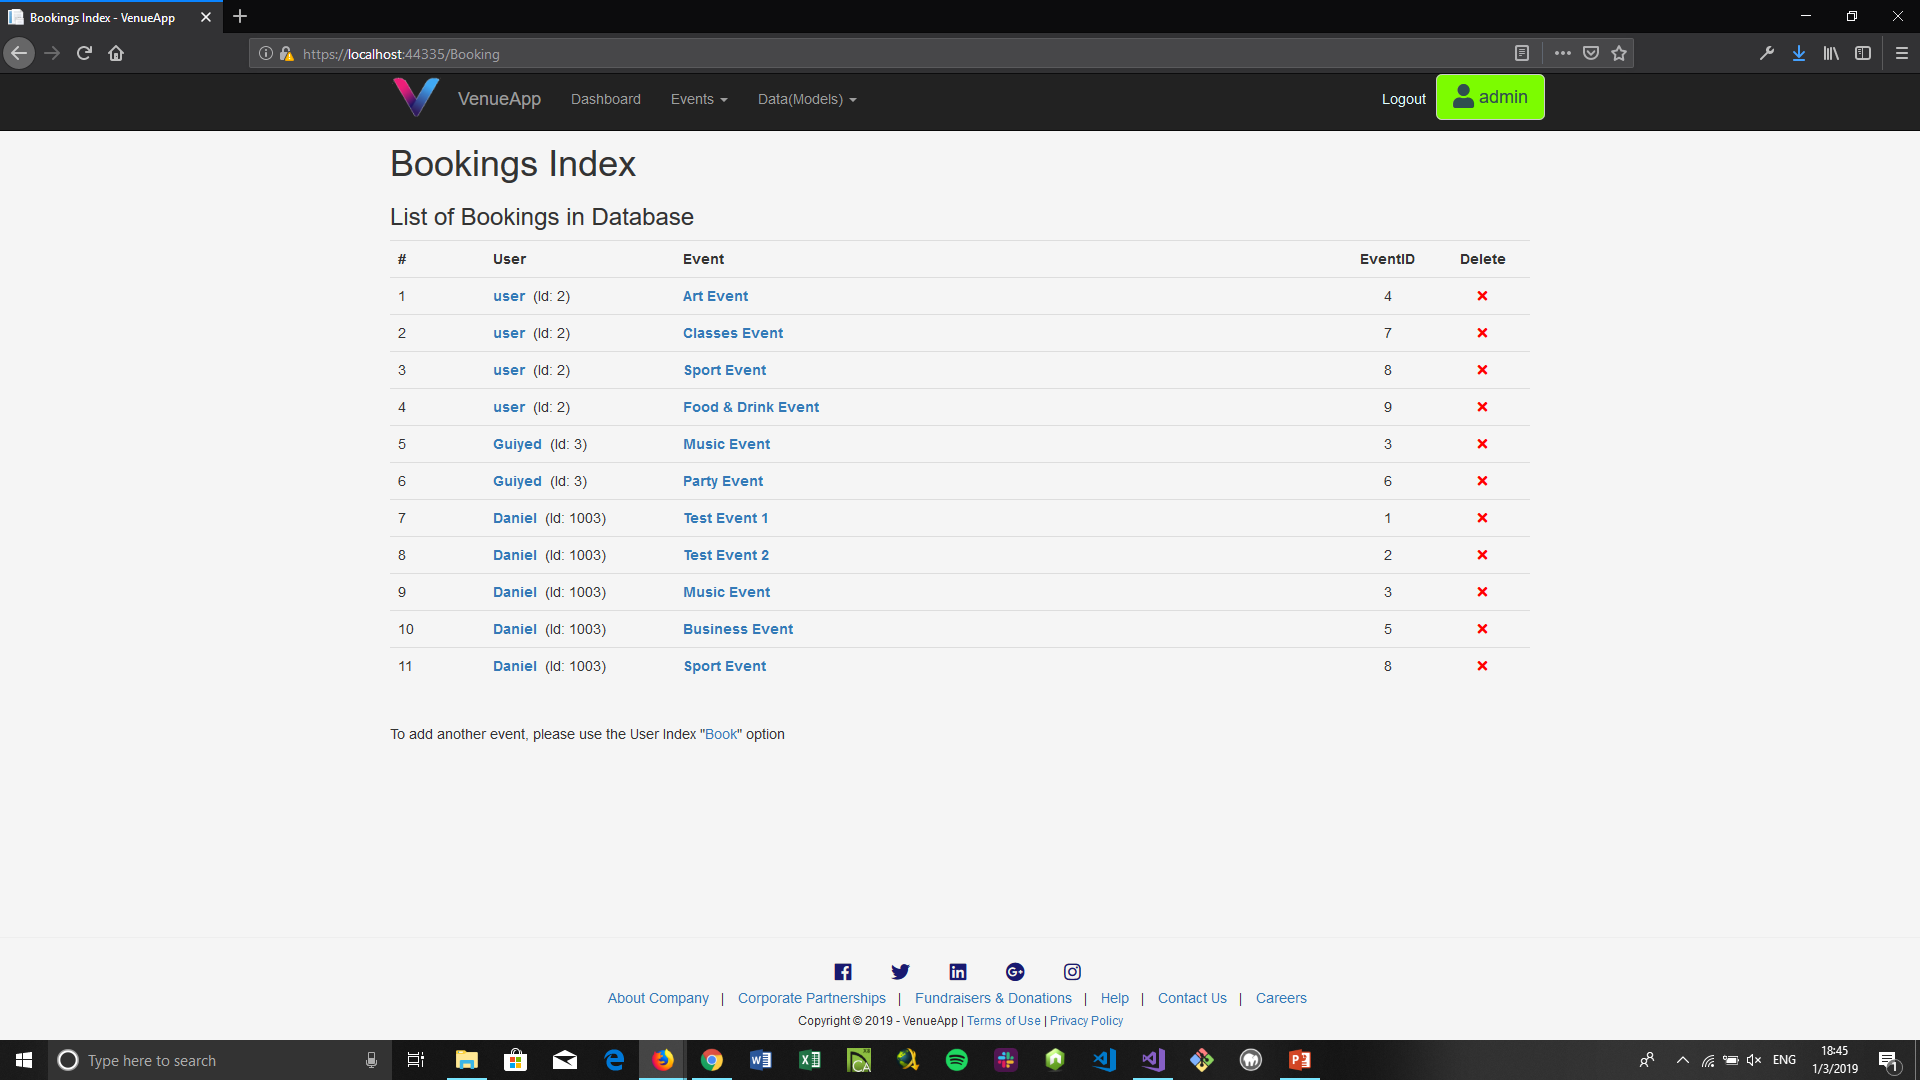 Bookings Index - VenueApp
https://localhost:44335/Booking
VenueApp Dashboard Events Data(Models) Logout admin
Bookings Index
List of Bookings in Database
# User Event EventID Delete
1 user (Id: 2) Art Event 4
2 user (Id: 2) Classes Event 7
3 user (Id: 2) Sport Event 8
4 user (Id: 2) Food & Drink Event 9
5 Guiyed (Id: 3) Music Event 3
6 Guiyed (Id: 3) Party Event 6
7 Daniel (Id: 1003) Test Event 1 1
8 Daniel (Id: 1003) Test Event 2 2
9 Daniel (Id: 1003) Music Event 3
10 Daniel (Id: 1003) Business Event 5
11 Daniel (Id: 1003) Sport Event 8
To add another event, please use the User Index "Book" option
About Company | Corporate Partnerships | Fundraisers & Donations | Help | Contact Us | Careers
Copyright © 2019 - VenueApp | Terms of Use | Privacy Policy
Type here to search
ENG
18:45
1/3/2019
1